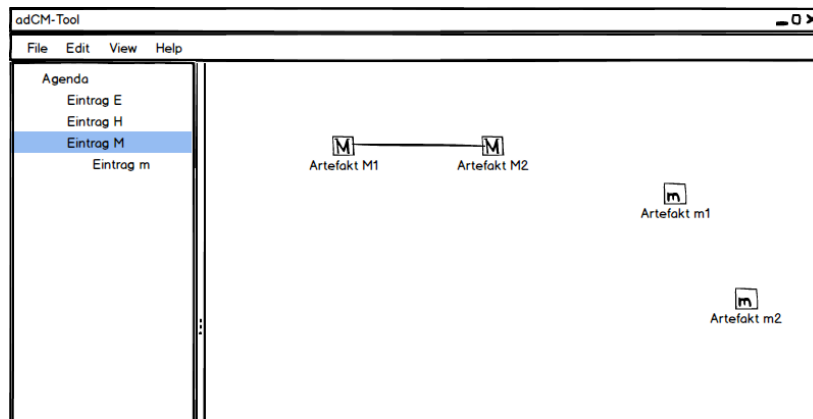 adCM-Tool
File Edit View Help
Agenda
Eintrag E
Eintrag H
Eintrag M
Eintrag m
M
M
Artefakt M1
Artefakt M2
m
Artefakt m1
m
Artefakt m2